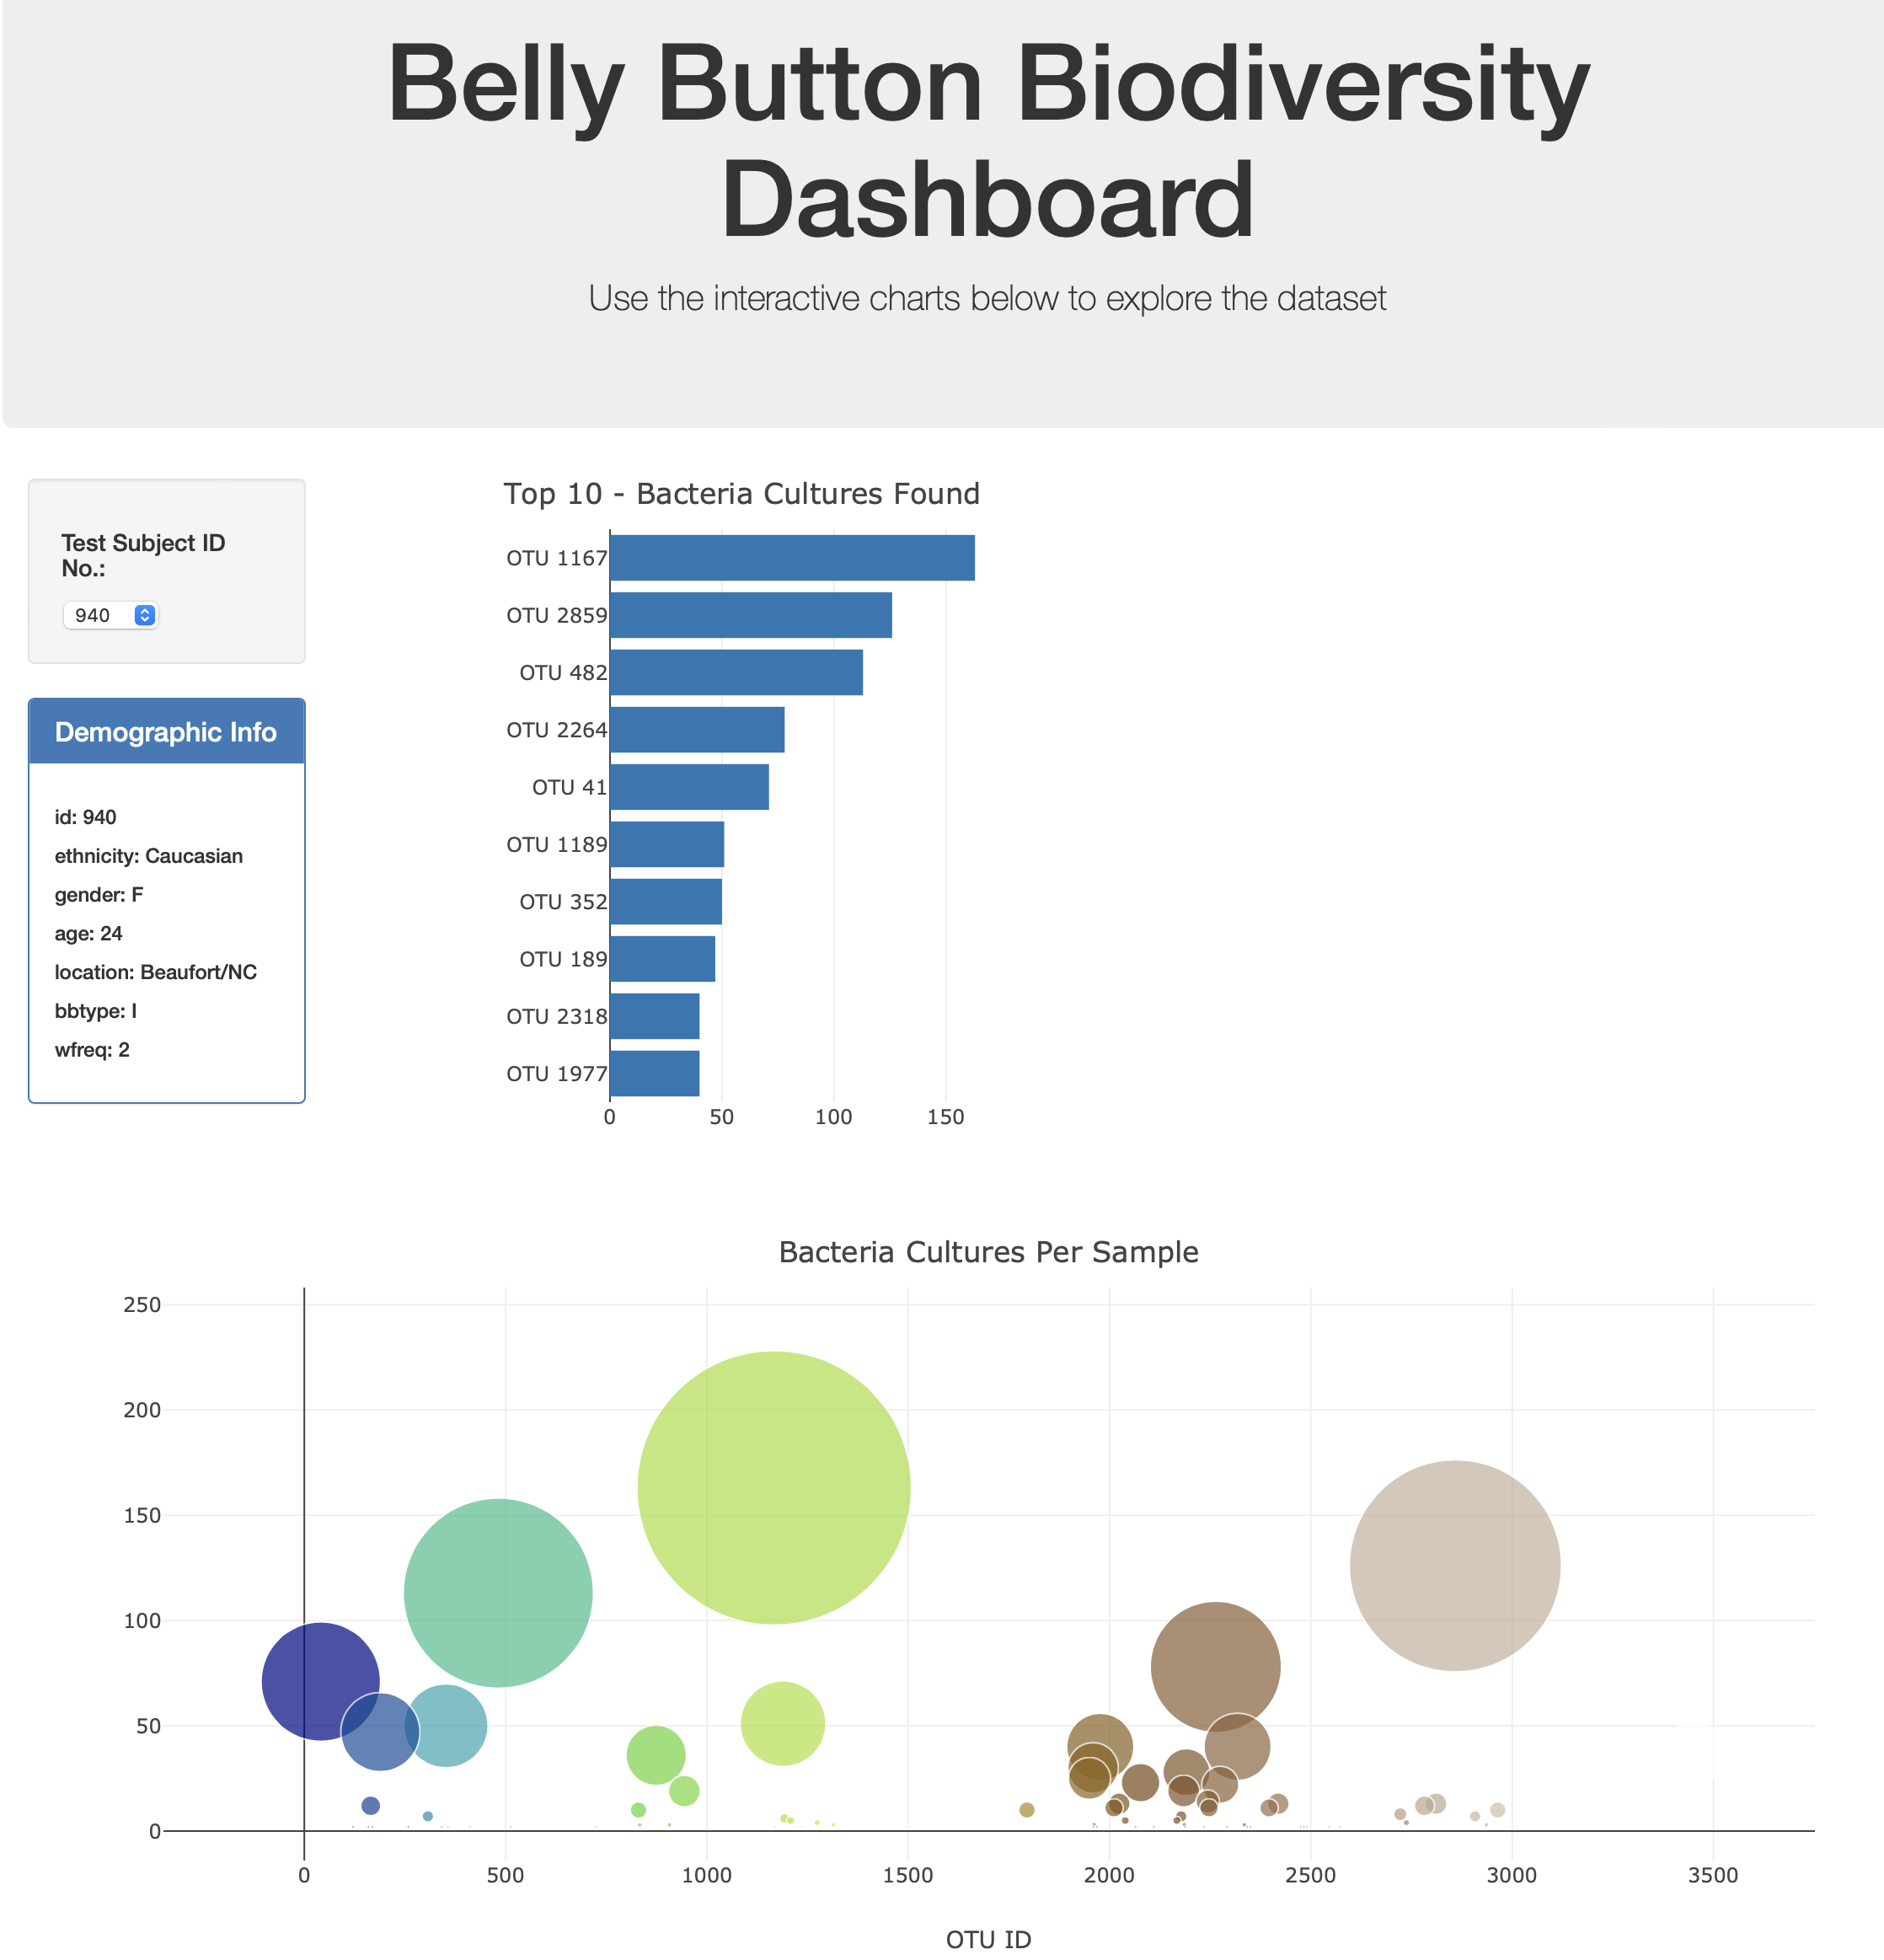 Belly Button Biodiversity
Dashboard
Use the interactive charts below to explore the dataset
Test Subject ID
No.:
940
Demographic Info
id: 940
ethnicity: Caucasian
gender: F
age: 24
location: Beaufort/NC
bbtype: I
wfreq: 2
Top 10 - Bacteria Cultures Found
OTU 1167
OTU 2859
OTU 482
OTU 2264
OTU 41
OTU 1189
OTU 352
OTU 189
OTU 2318
OTU 1977
0 50 100 150
Bacteria Cultures Per Sample
250
200
150
100
50
0
0 500 1000 1500 2000 2500 3000 3500
OTU ID